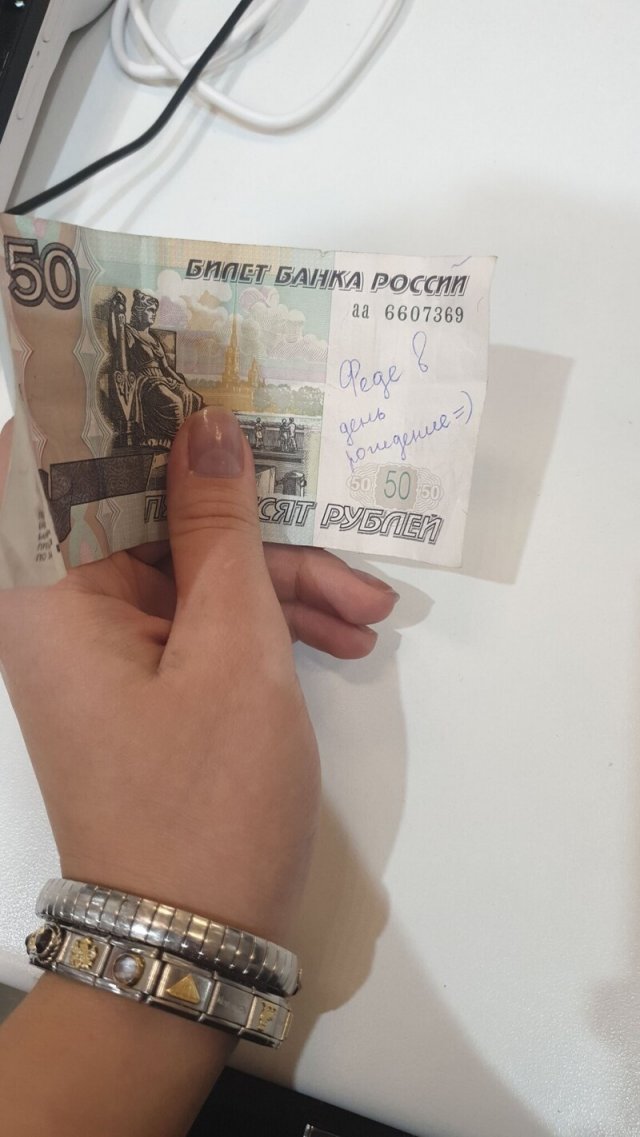 50
БИЛЕТ БАНКА РОССИИ
аа 6607369
Феде в
день
рождение=)
50 50 50
РУБЛЕЙ